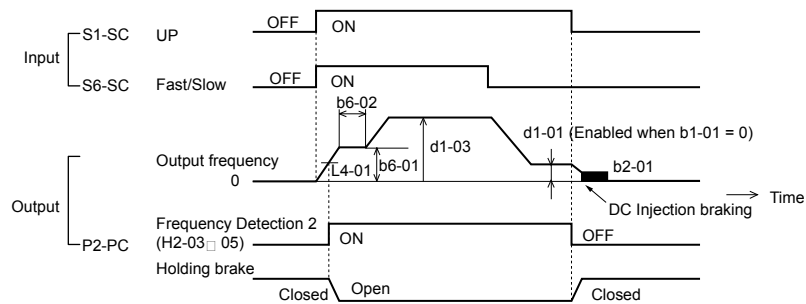 OFF ON
S1-SC UP
Input
S6-SC Fast/Slow OFF ON
b6-02
d1-01 (Enabled when b1-01 = 0)
d1-03
Output frequency
0
L4-01 b6-01
b2-01
Time
DC Injection braking
Output
Frequency Detection 2
(H2-03□ 05)
P2-PC
ON OFF
Holding brake
Closed Open Closed